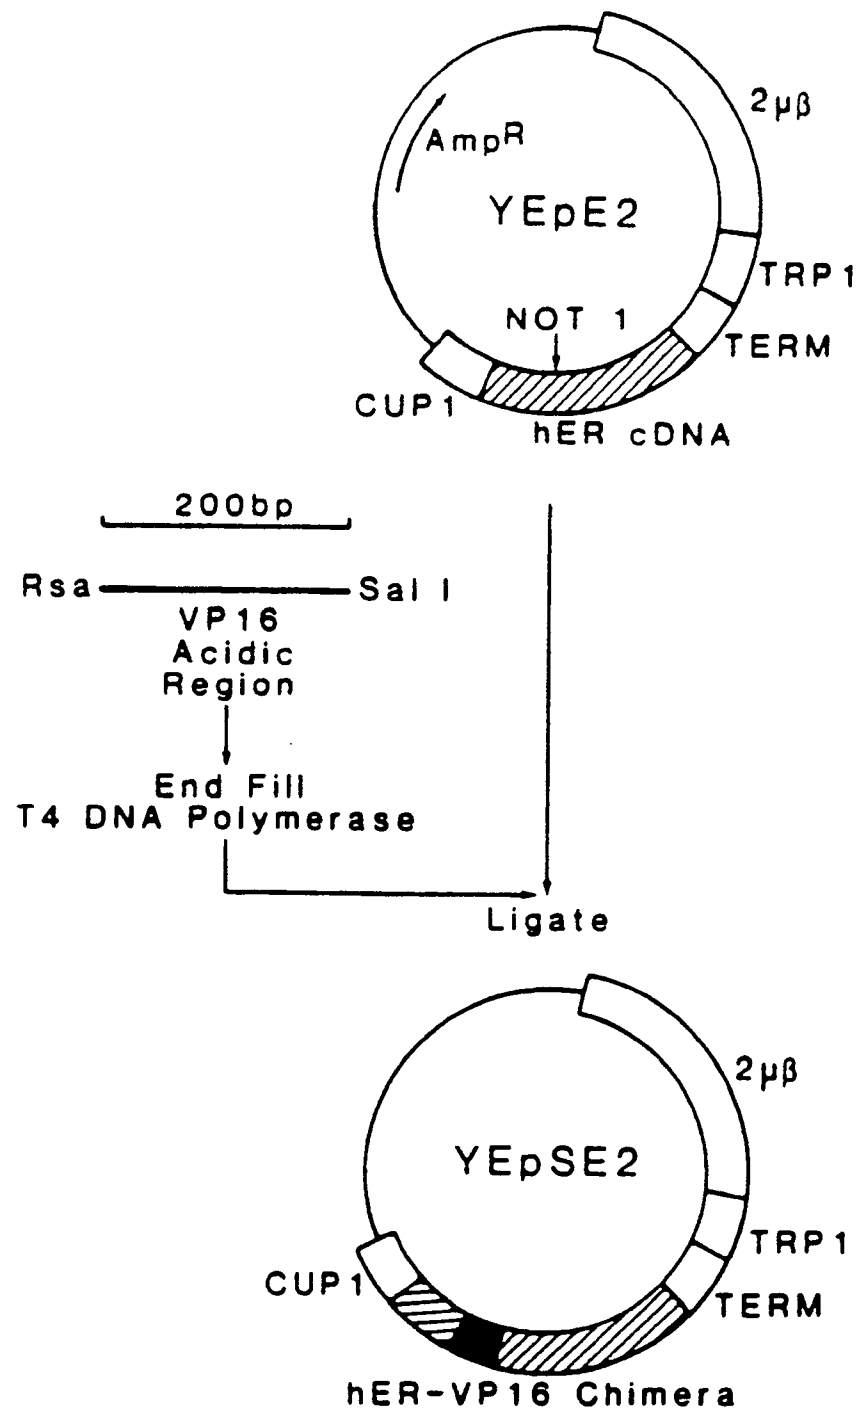 2μβ
AmpR
YEpE2
TRP1
NOT 1
TERM
CUP1
hER cDNA
200bp
Rsa
Sal I
VP16
Acidic
Region
End Fill
T4 DNA Polymerase
Ligate
2μβ
YEpSE2
TRP1
CUP1
TERM
hER-VP16 Chimera